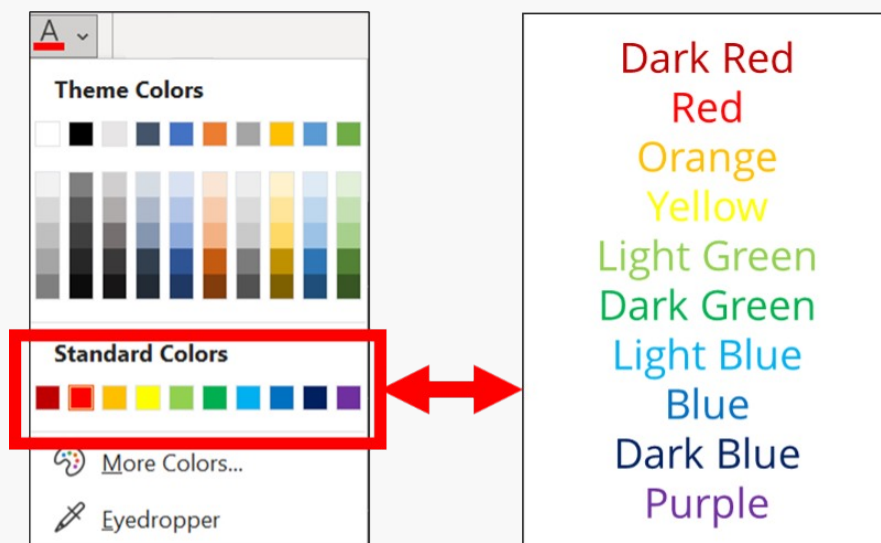 A
Theme Colors
Standard Colors
More Colors...
Eyedropper
Dark Red
Red
Orange
Yellow
Light Green
Dark Green
Light Blue
Blue
Dark Blue
Purple